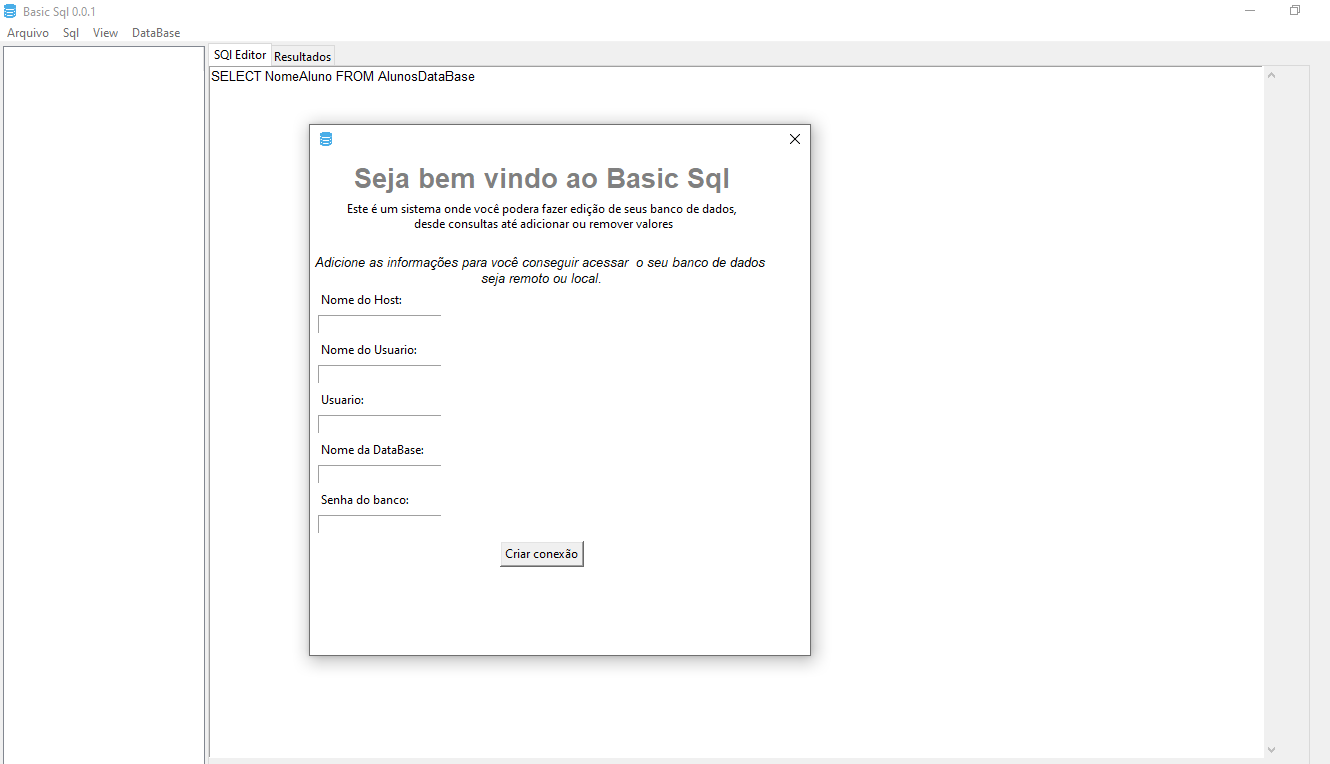 Basic Sql 0.0.1
Arquivo Sql View DataBase
SQl Editor Resultados
SELECT NomeAluno FROM AlunosDataBase
Seja bem vindo ao Basic Sql
Este é um sistema onde você podera fazer edição de seus banco de dados,
desde consultas até adicionar ou remover valores
Adicione as informações para você conseguir acessar  o seu banco de dados
seja remoto ou local.
Nome do Host:
Nome do Usuario:
Usuario:
Nome da DataBase:
Senha do banco:
Criar conexão